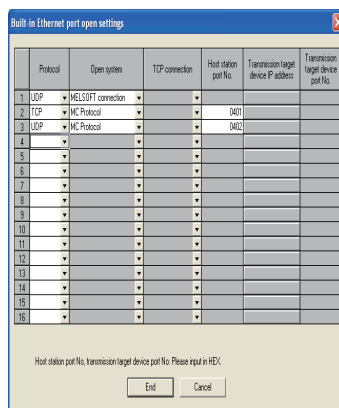 Built-in Ethernet port open settings
Protocol Open system TCP connection Host station port No. Transmission target device IP address Transmission target device port No.
1 UDP MELSOFT connection
2 TCP MC Protocol 0401
3 UDP MC Protocol 0402
4
5
6
7
8
9
10
11
12
13
14
15
16
Host station port No, transmission target device port No: Please input in HEX.
End Cancel